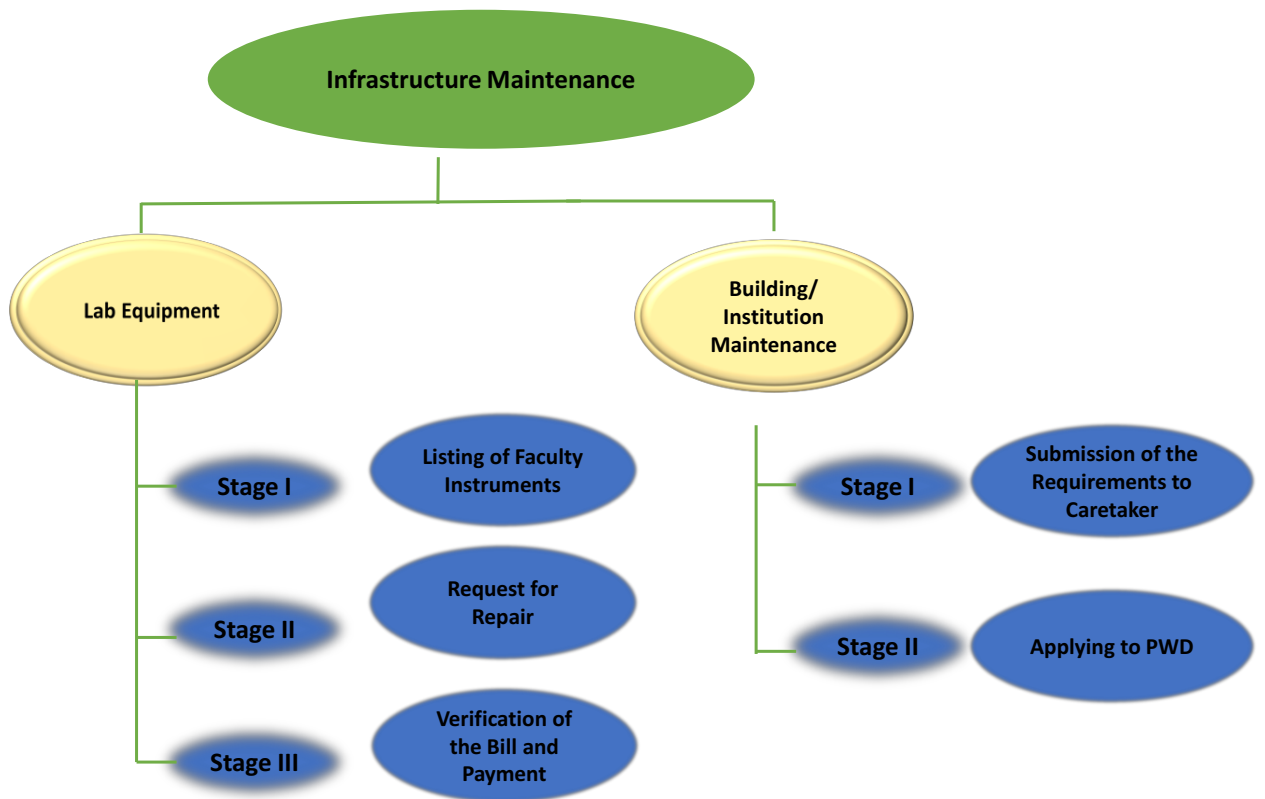 Infrastructure Maintenance
Lab Equipment
Building/
Institution
Maintenance
Stage I
Listing of Faculty
Instruments
Stage II
Request for
Repair
Stage III
Verification of
the Bill and
Payment
Stage I
Submission of the
Requirements to
Caretaker
Stage II
Applying to PWD